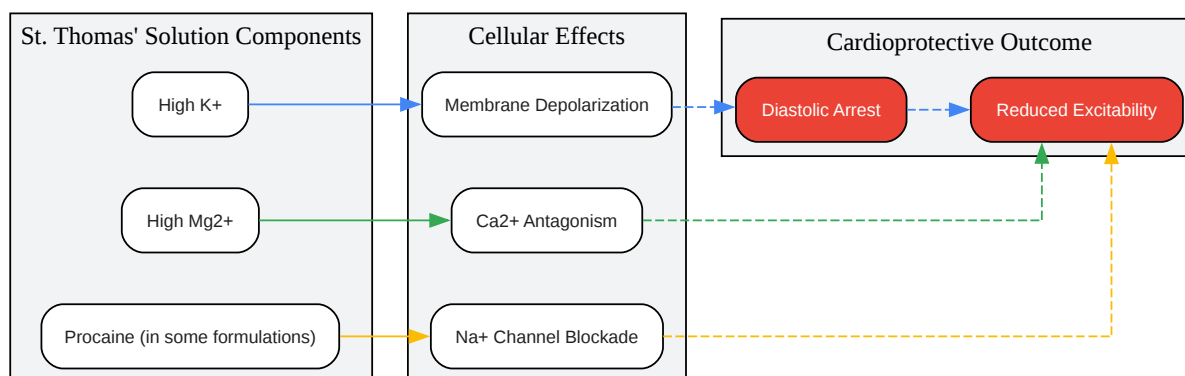 St. Thomas' Solution Components
High K+
High Mg2+
Procaine (in some formulations)
Cellular Effects
Membrane Depolarization
Ca2+ Antagonism
Na+ Channel Blockade
Cardioprotective Outcome
Diastolic Arrest
Reduced Excitability